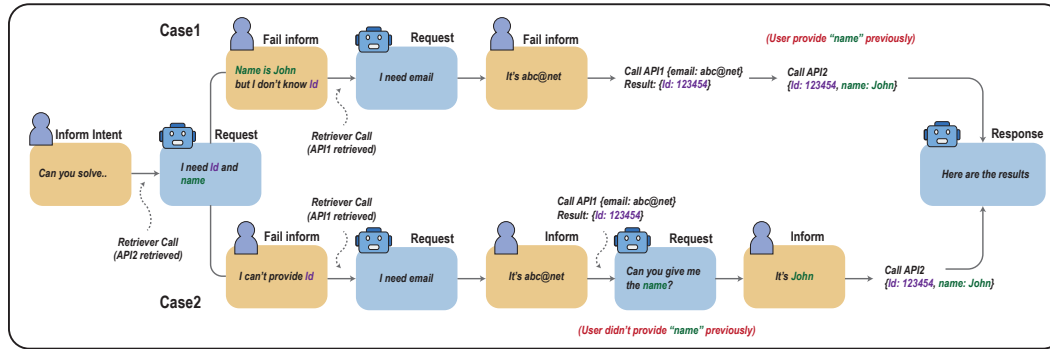 Case1
Fail inform
Name is John
but I don't know Id
Request
I need email
Fail inform
It's abc@net
(User provide "name" previously)
Call API1 {email: abc@net}
Result: {Id: 123454}
Call API2
{Id: 123454, name: John}
Retriever Call
(API1 retrieved)
Inform Intent
Can you solve..
Request
I need Id and
name
Retriever Call
(API2 retrieved)
Response
Here are the results
Case2
Fail inform
I can't provide Id
Retriever Call
(API1 retrieved)
Request
I need email
Inform
It's abc@net
Call API1 {email: abc@net}
Result: {Id: 123454}
Request
Can you give me
the name?
Inform
It's John
Call API2
{Id: 123454, name: John}
(User didn't provide "name" previously)